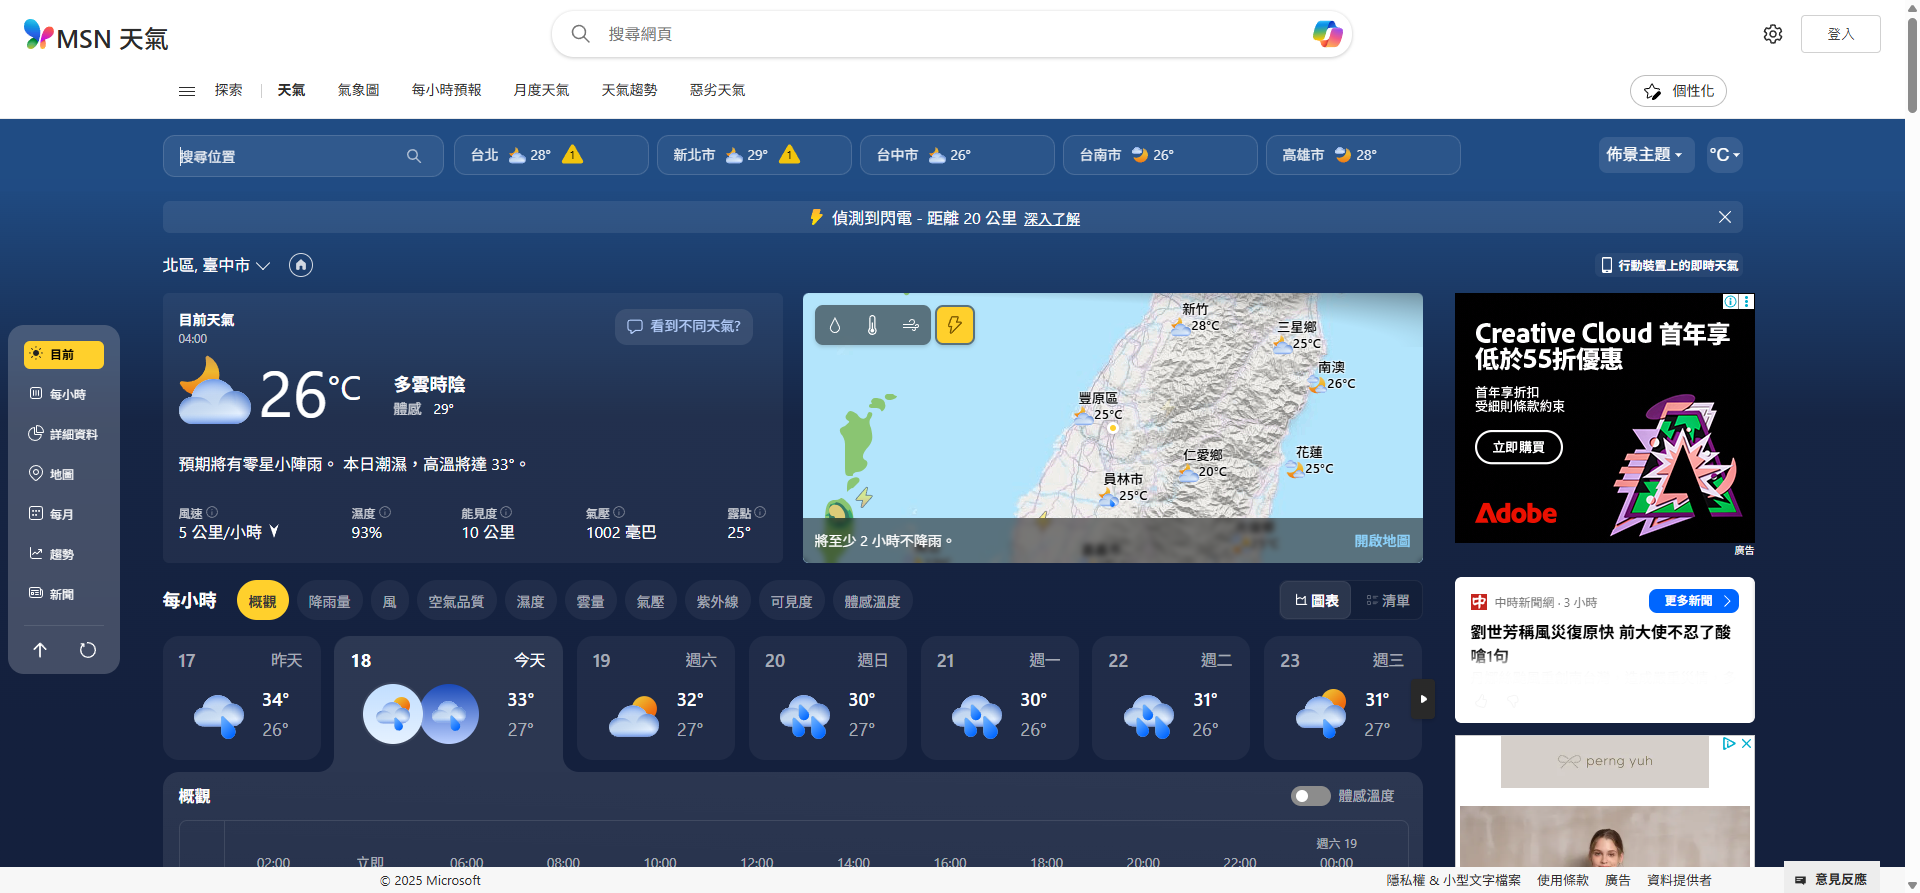 MSN 天氣
搜尋網頁
登入
探索
天氣
氣象圖
每小時預報
月度天氣
天氣趨勢
惡劣天氣
個性化
搜尋位置
台北 28° 1
新北市 29° 1
台中市 26°
台南市 26°
高雄市 28°
佈景主題
°C
偵測到閃電 - 距離 20 公里 深入了解
北區, 臺中市
行動裝置上的即時天氣
目前
每小時
詳細資料
地圖
每月
趨勢
新聞
目前天氣
04:00
看到不同天氣?
26°C
多雲時陰
體感 29°
預期將有零星小陣雨。 本日潮濕，高溫將達 33°。
風速
5 公里/小時
濕度
93%
能見度
10 公里
氣壓
1002 毫巴
露點
25°
新竹
28°C
三星鄉
25°C
南澳
26°C
豐原區
25°C
仁愛鄉
20°C
花蓮
25°C
員林市
25°C
將至少 2 小時不降雨。
開啟地圖
Creative Cloud 首年享
低於55折優惠
首年享折扣
受細則條款約束
立即購買
Adobe
廣告
每小時
概觀
降雨量
風
空氣品質
濕度
雲量
氣壓
紫外線
可見度
體感溫度
圖表
清單
17 昨天
34°
26°
18 今天
33°
27°
19 週六
32°
27°
20 週日
30°
27°
21 週一
30°
26°
22 週二
31°
26°
23 週三
31°
27°
中時新聞網 · 3 小時
更多新聞
劉世芳稱風災復原快 前大使不忍了酸
嗆1句
perng yuh
概觀
體感溫度
週六 19
02:00
立即
06:00
08:00
10:00
12:00
14:00
16:00
18:00
20:00
22:00
00:00
© 2025 Microsoft
隱私權 & 小型文字檔案
使用條款
廣告
資料提供者
意見反應